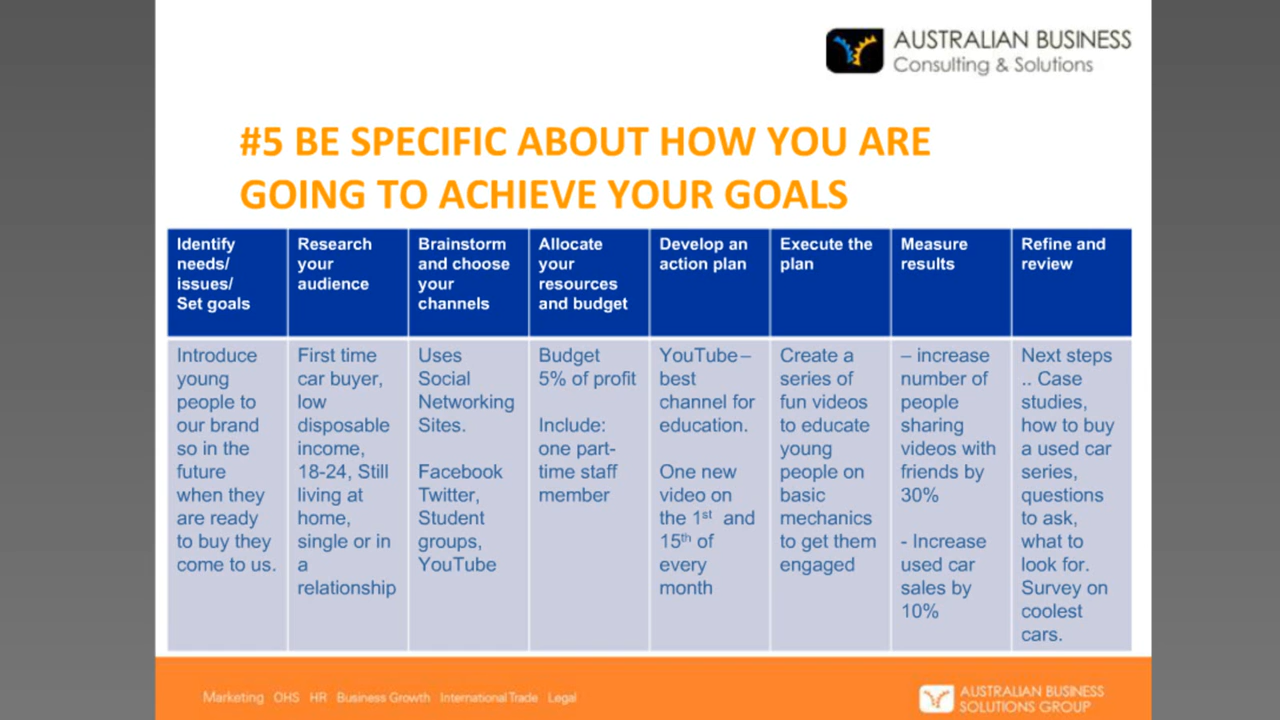 AUSTRALIAN BUSINESS
Consulting & Solutions
#5 BE SPECIFIC ABOUT HOW YOU ARE
GOING TO ACHIEVE YOUR GOALS
Identify
needs/
issues/
Set goals
Research
your
audience
Brainstorm
and choose
your
channels
Allocate
your
resources
and budget
Develop an
action plan
Execute the
plan
Measure
results
Refine and
review
Introduce
young
people to
our brand
so in the
future
when they
are ready
to buy they
come to us.
First time
car buyer,
low
disposable
income,
18-24, Still
living at
home,
single or in
a
relationship
Uses
Social
Networking
Sites.
Facebook
Twitter,
Student
groups,
YouTube
Budget
5% of profit
Include:
one part-
time staff
member
YouTube –
best
channel for
education.
One new
video on
the 1st and
15th of
every
month
Create a
series of
fun videos
to educate
young
people on
basic
mechanics
to get them
engaged
– increase
number of
people
sharing
videos with
friends by
30%
- Increase
used car
sales by
10%
Next steps
.. Case
studies,
how to buy
a used car
series,
questions
to ask,
what to
look for.
Survey on
coolest
cars.
Marketing OHS HR Business Growth International Trade Legal
AUSTRALIAN BUSINESS
SOLUTIONS GROUP